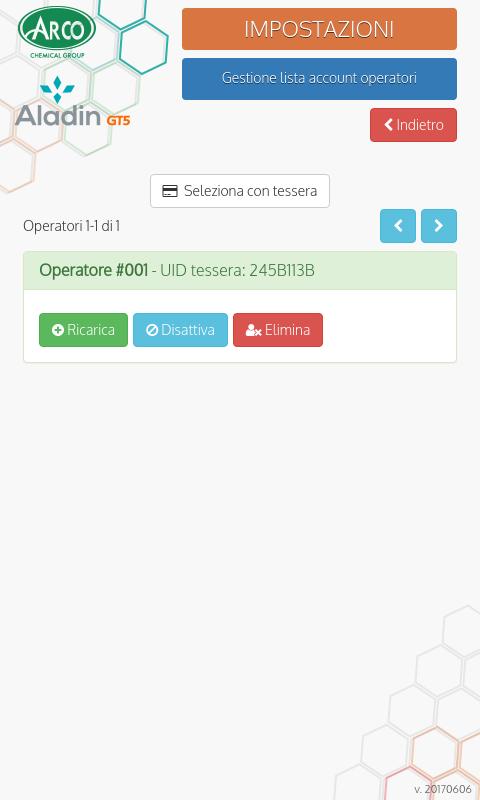 ARCO
CHEMICAL GROUP
Aladin GT5
IMPOSTAZIONI
Gestione lista account operatori
Indietro
Seleziona con tessera
Operatori 1-1 di 1
Operatore #001 - UID tessera: 245B113B
Ricarica Disattiva Elimina
v. 20170606